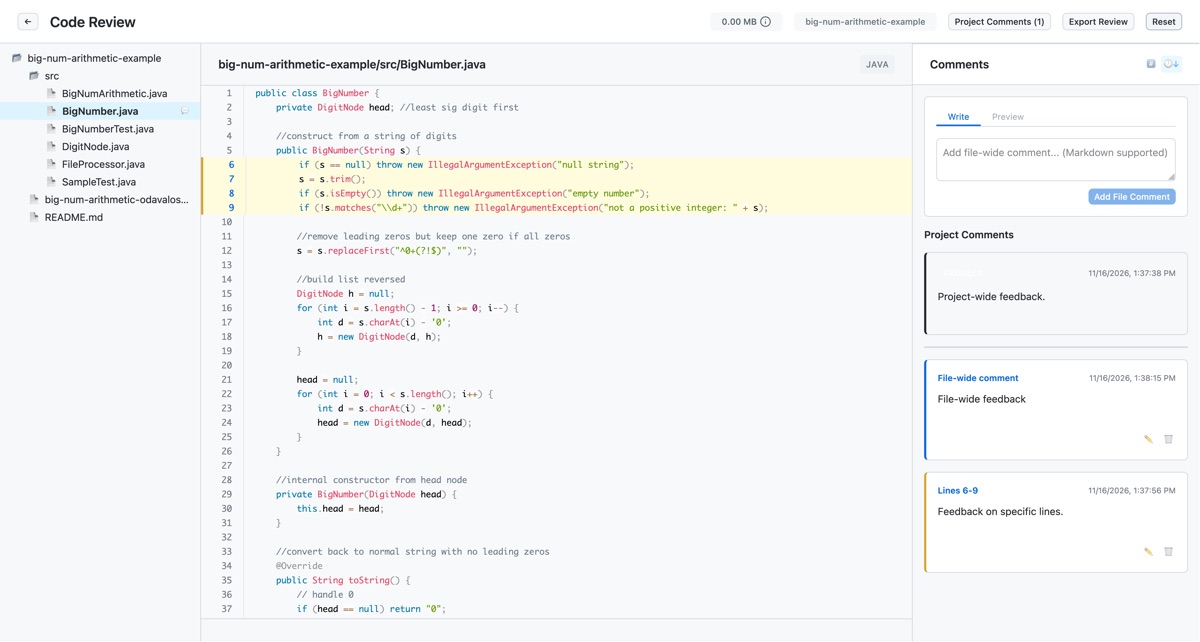 ← Code Review
0.00 MB
big-num-arithmetic-example
Project Comments (1)
Export Review
Reset
big-num-arithmetic-example
src
BigNumArithmetic.java
BigNumber.java
BigNumberTest.java
DigitNode.java
FileProcessor.java
SampleTest.java
big-num-arithmetic-odavalos...
README.md
big-num-arithmetic-example/src/BigNumber.java
JAVA
1 public class BigNumber {
2     private DigitNode head; //least sig digit first
3
4     //construct from a string of digits
5     public BigNumber(String s) {
6         if (s == null) throw new IllegalArgumentException("null string");
7         s = s.trim();
8         if (s.isEmpty()) throw new IllegalArgumentException("empty number");
9         if (!s.matches("\\d+")) throw new IllegalArgumentException("not a positive integer: " + s);
10
11         //remove leading zeros but keep one zero if all zeros
12         s = s.replaceFirst("^0+(?!$)", "");
13
14         //build list reversed
15         DigitNode h = null;
16         for (int i = s.length() - 1; i >= 0; i--) {
17             int d = s.charAt(i) - '0';
18             h = new DigitNode(d, h);
19         }
20
21         head = null;
22         for (int i = 0; i < s.length(); i++) {
23             int d = s.charAt(i) - '0';
24             head = new DigitNode(d, head);
25         }
26     }
27
28     //internal constructor from head node
29     private BigNumber(DigitNode head) {
30         this.head = head;
31     }
32
33     //convert back to normal string with no leading zeros
34     @Override
35     public String toString() {
36         // handle 0
37         if (head == null) return "0";
Comments
Write
Preview
Add file-wide comment... (Markdown supported)
Add File Comment
Project Comments
PROJECT
11/16/2026, 1:37:38 PM
Project-wide feedback.
File-wide comment
11/16/2026, 1:38:15 PM
File-wide feedback
Lines 6-9
11/16/2026, 1:37:56 PM
Feedback on specific lines.